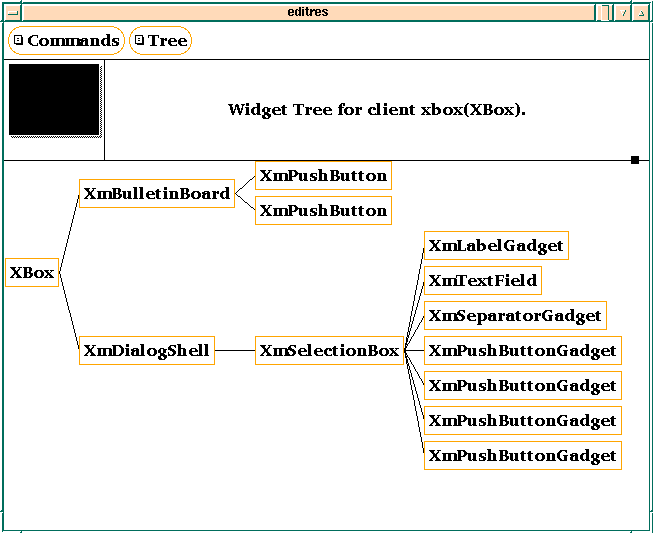 editres
Commands Tree
Widget Tree for client xbox(XBox).
XmPushButton
XmBulletinBoard
XmPushButton
XmLabelGadget
XBox
XmTextField
XmSeparatorGadget
XmDialogShell XmSelectionBox XmPushButtonGadget
XmPushButtonGadget
XmPushButtonGadget
XmPushButtonGadget